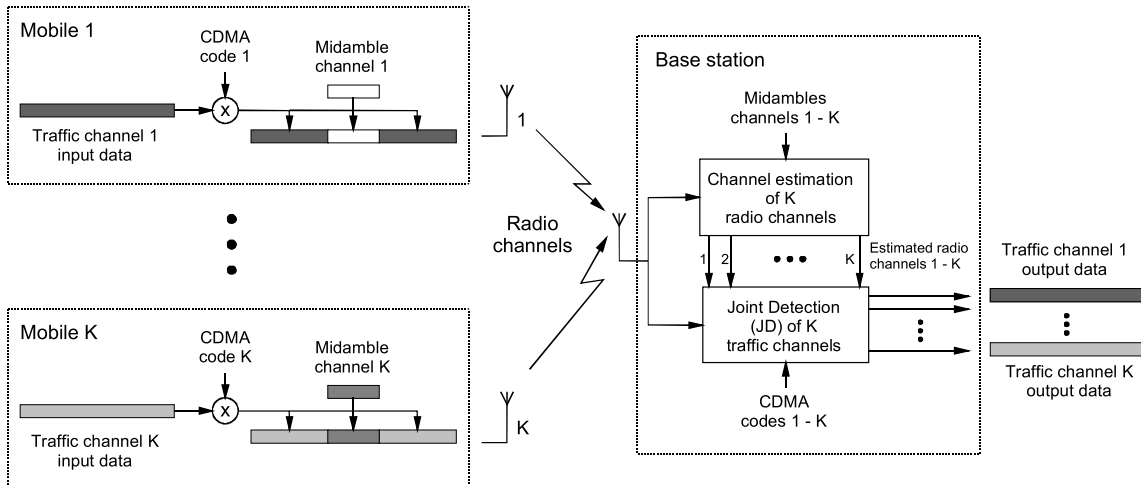 Mobile 1
CDMA
code 1
Midamble
channel 1
X
Traffic channel 1
input data
1
Radio
channels
Mobile K
CDMA
code K
Midamble
channel K
X
Traffic channel K
input data
K
Base station
Midambles
channels 1 - K
Channel estimation
of K
radio channels
1 2 K
Estimated radio
channels 1 - K
Joint Detection
(JD) of K
traffic channels
CDMA
codes 1 - K
Traffic channel 1
output data
Traffic channel K
output data